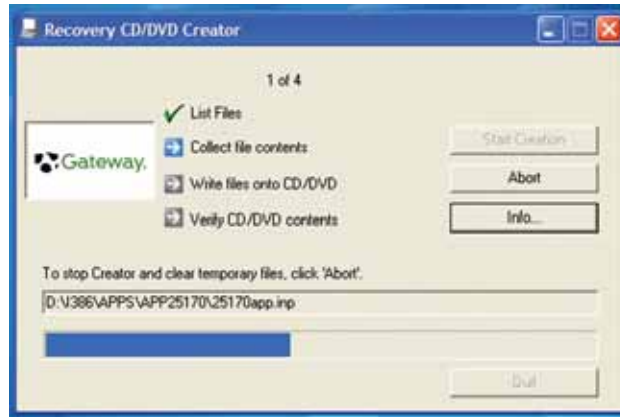 Recovery CD/DVD Creator
1 of 4
List Files
Collect file contents
Write files onto CD/DVD
Verify CD/DVD contents
Gateway.
Start Creation
Abort
Info...
To stop Creator and clear temporary files, click 'Abort'.
D:\I386\APPS\APP25170\25170app.inp
Quit